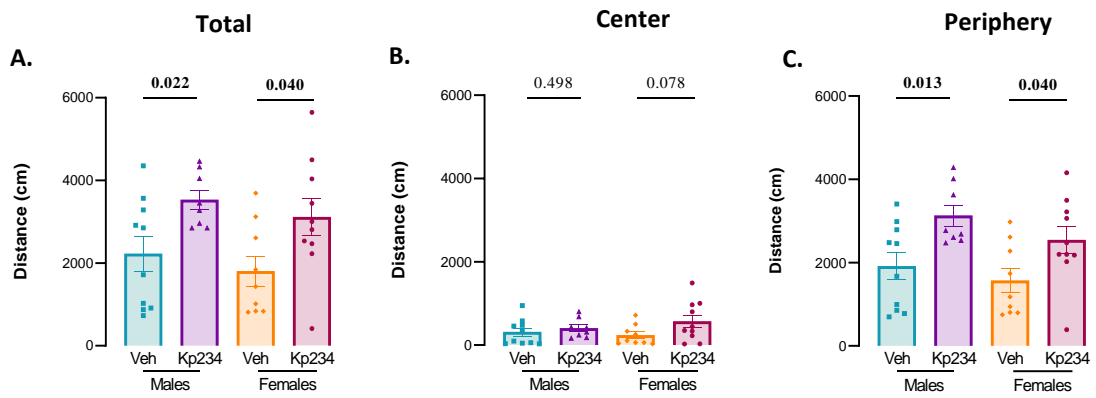 Total
A.
0.022
0.040
6000
4000
2000
0
Distance (cm)
Veh
Kp234
Veh
Kp234
Males
Females
Center
B.
0.498
0.078
6000
4000
2000
0
Distance (cm)
Veh
Kp234
Veh
Kp234
Males
Females
Periphery
C.
0.013
0.040
6000
4000
2000
0
Distance (cm)
Veh
Kp234
Veh
Kp234
Males
Females